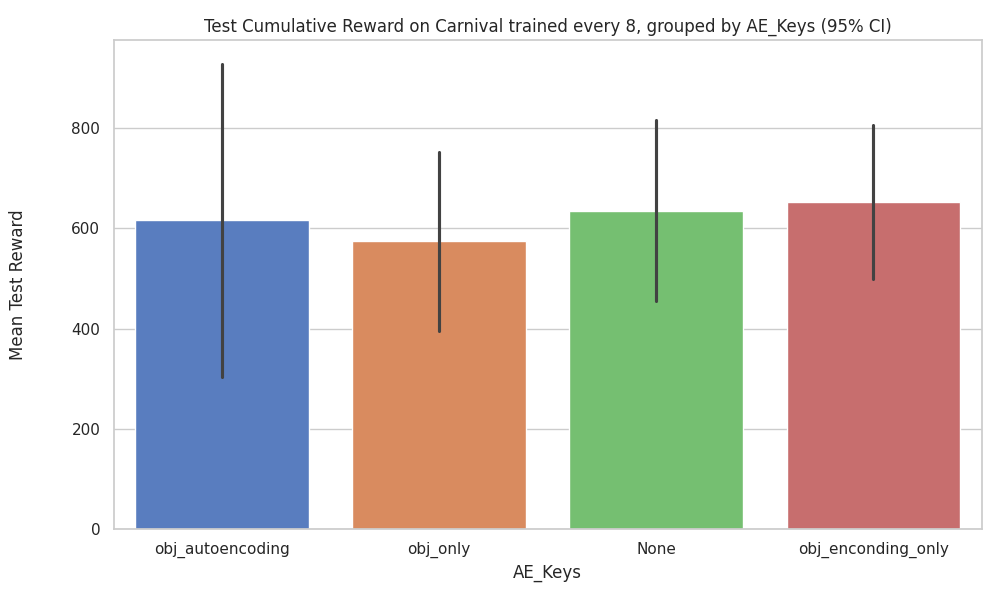 Test Cumulative Reward on Carnival trained every 8, grouped by AE_Keys (95% CI)
Mean Test Reward
800
600
400
200
0
obj_autoencoding
obj_only
None
obj_enconding_only
AE_Keys